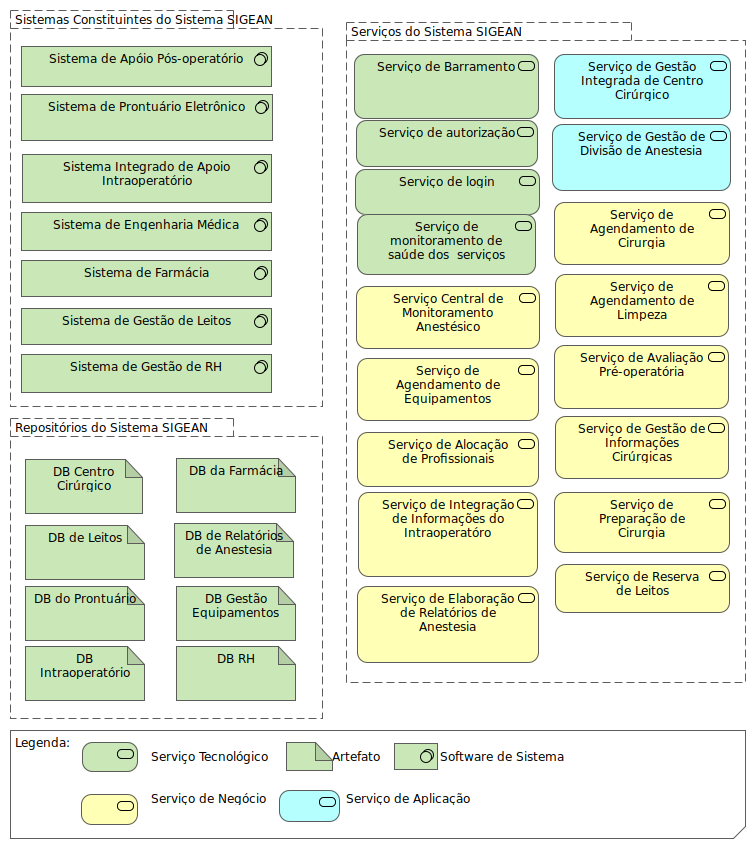 Sistemas Constituintes do Sistema SIGEAN
Sistema de Apóio Pós-operatório
Sistema de Prontuário Eletrônico
Sistema Integrado de Apoio
Intraoperatório
Sistema de Engenharia Médica
Sistema de Farmácia
Sistema de Gestão de Leitos
Sistema de Gestão de RH
Repositórios do Sistema SIGEAN
DB Centro
Cirúrgico
DB da Farmácia
DB de Leitos
DB de Relatórios
de Anestesia
DB do Prontuário
DB Gestão
Equipamentos
DB
Intraoperatório
DB RH
Serviços do Sistema SIGEAN
Serviço de Barramento
Serviço de autorização
Serviço de login
Serviço de
monitoramento de
saúde dos serviços
Serviço Central de
Monitoramento
Anestésico
Serviço de
Agendamento de
Equipamentos
Serviço de Alocação
de Profissionais
Serviço de Integração
de Informações do
Intraoperatóro
Serviço de Elaboração
de Relatórios de
Anestesia
Serviço de Gestão
Integrada de Centro
Cirúrgico
Serviço de Gestão de
Divisão de Anestesia
Serviço de
Agendamento de
Cirurgia
Serviço de
Agendamento de
Limpeza
Serviço de Avaliação
Pré-operatória
Serviço de Gestão de
Informações
Cirúrgicas
Serviço de
Preparação de
Cirurgia
Serviço de Reserva
de Leitos
Legenda:
Serviço Tecnológico
Artefato
Software de Sistema
Serviço de Negócio
Serviço de Aplicação